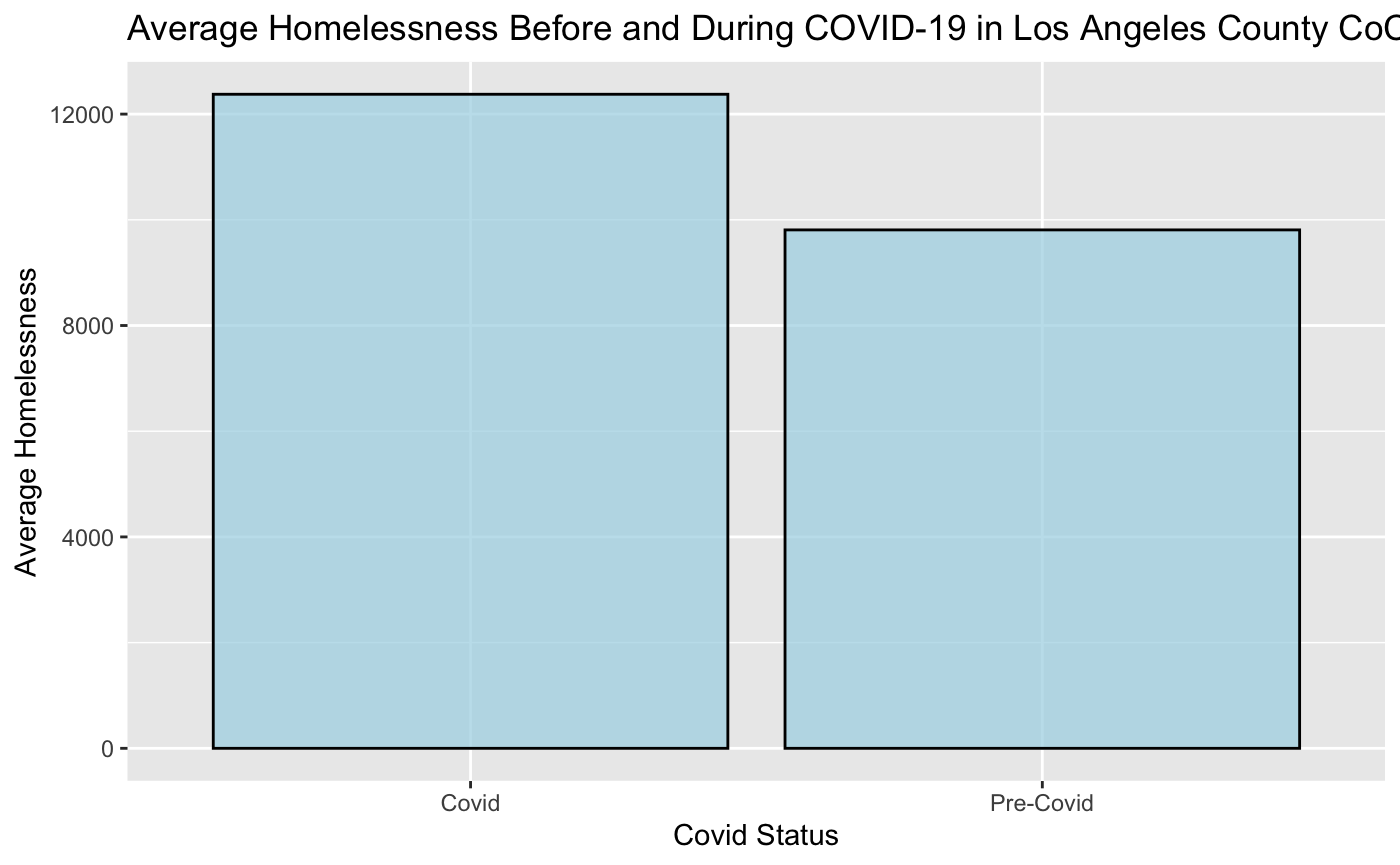 Average Homelessness Before and During COVID-19 in Los Angeles County CoC
12000
8000
4000
0
Average Homelessness
Covid
Pre-Covid
Covid Status